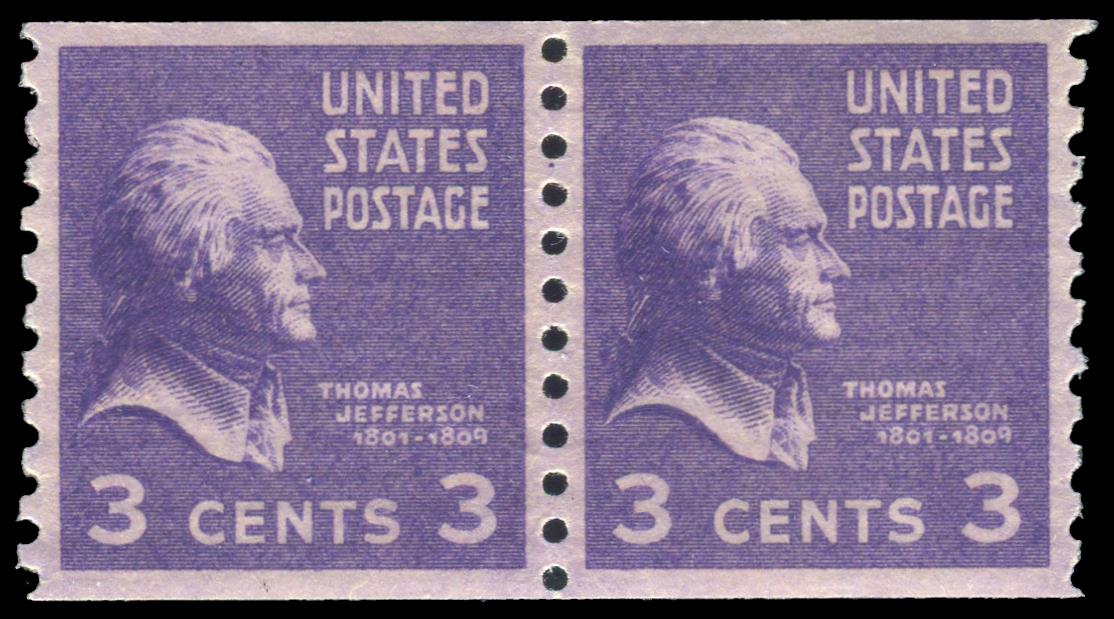 UNITED
STATES
POSTAGE
THOMAS
JEFFERSON
1801-1809
3 CENTS 3
UNITED
STATES
POSTAGE
THOMAS
JEFFERSON
1801-1809
3 CENTS 3